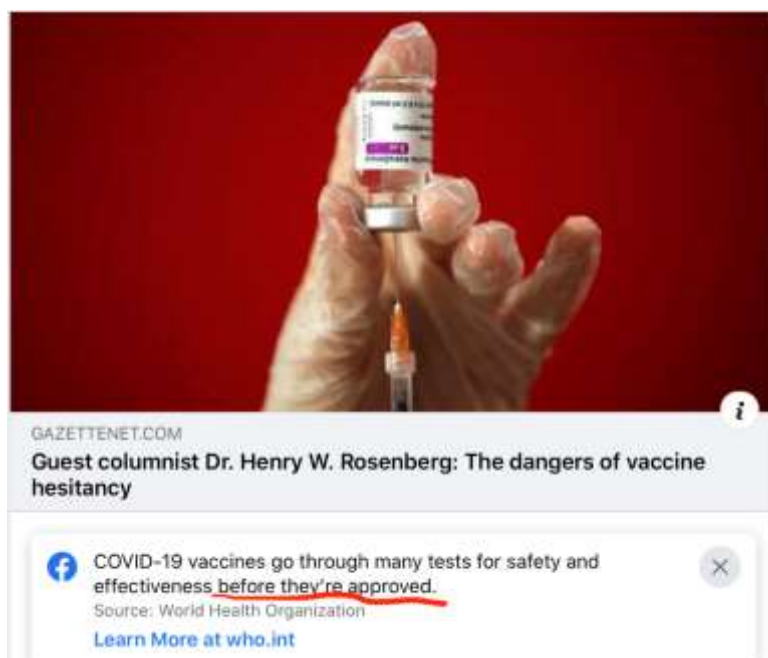 GAZETTENET.COM
Guest columnist Dr. Henry W. Rosenberg: The dangers of vaccine
hesitancy
COVID-19 vaccines go through many tests for safety and
effectiveness before they're approved.
Source: World Health Organization
Learn More at who.int